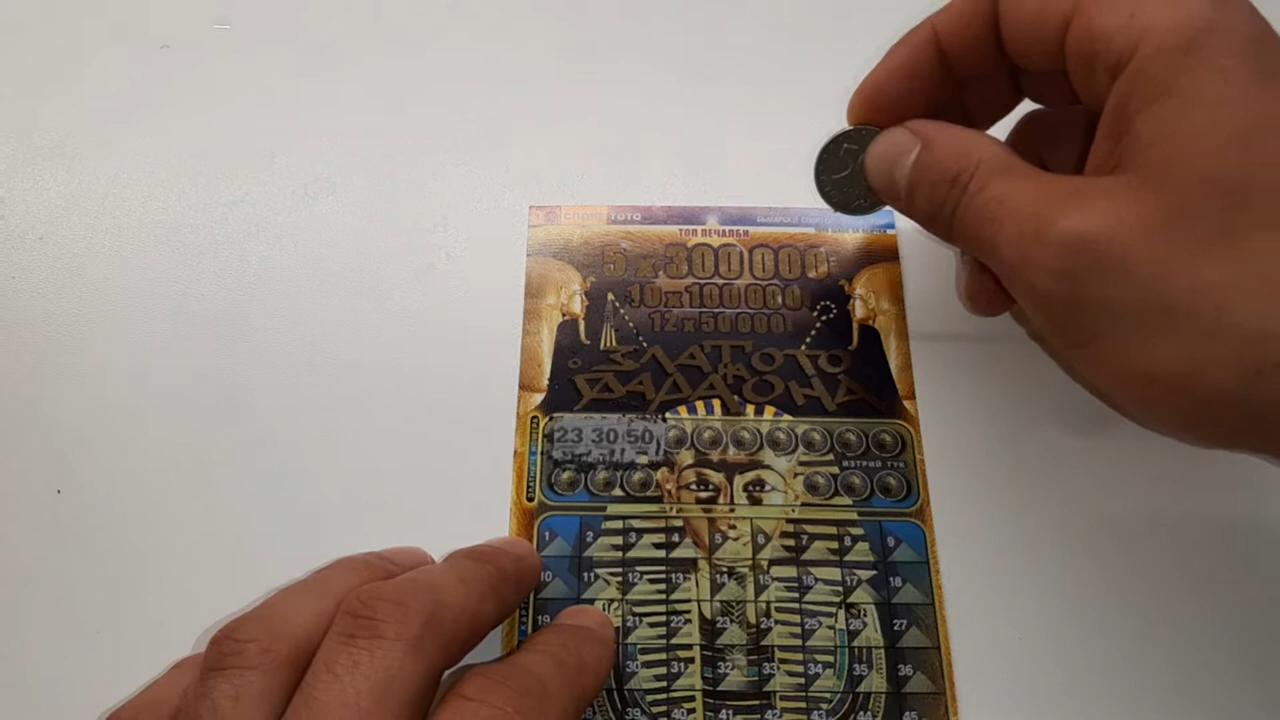 СПОРТ ТОТО
ТОП ПЕЧАЛБИ
5 x 300 000
10 x 100 000
12 x 50 000
ЗЛАТОТО
НА
ФАРАОНА
ЗЛАТНИТЕ НОМЕРА
23 30 50
ИЗТРИЙ ТУК
1 2 3 4 5 6 7 8 9
10 11 12 13 14 15 16 17 18
19 21 22 23 24 25 26 27
30 31 32 33 34 35 36
39 40 41 42 43 44 45
5